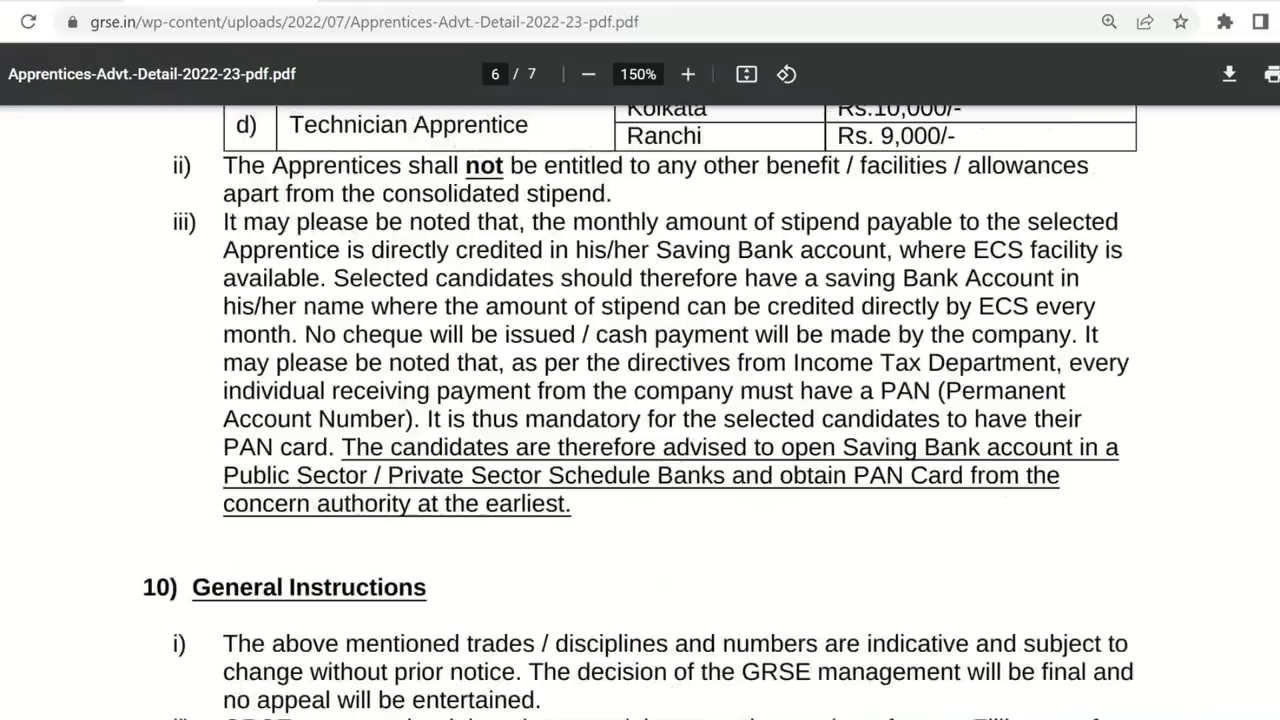 grse.in/wp-content/uploads/2022/07/Apprentices-Advt.-Detail-2022-23-pdf.pdf
Apprentices-Advt.-Detail-2022-23-pdf.pdf
6 / 7
150%
Kolkata Rs.10,000/-
d) Technician Apprentice
Ranchi Rs. 9,000/-
ii) The Apprentices shall not be entitled to any other benefit / facilities / allowances
apart from the consolidated stipend.
iii) It may please be noted that, the monthly amount of stipend payable to the selected
Apprentice is directly credited in his/her Saving Bank account, where ECS facility is
available. Selected candidates should therefore have a saving Bank Account in
his/her name where the amount of stipend can be credited directly by ECS every
month. No cheque will be issued / cash payment will be made by the company. It
may please be noted that, as per the directives from Income Tax Department, every
individual receiving payment from the company must have a PAN (Permanent
Account Number). It is thus mandatory for the selected candidates to have their
PAN card. The candidates are therefore advised to open Saving Bank account in a
Public Sector / Private Sector Schedule Banks and obtain PAN Card from the
concern authority at the earliest.
10) General Instructions
i) The above mentioned trades / disciplines and numbers are indicative and subject to
change without prior notice. The decision of the GRSE management will be final and
no appeal will be entertained.